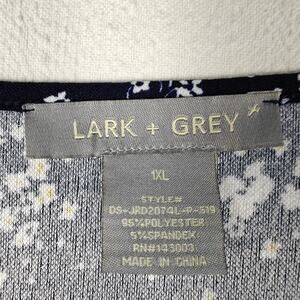 LARK + GREY
1XL
STYLE#
DS-JRD2074L-P-519
95%POLYESTER
5%SPANDEX
RN#143003
MADE IN CHINA